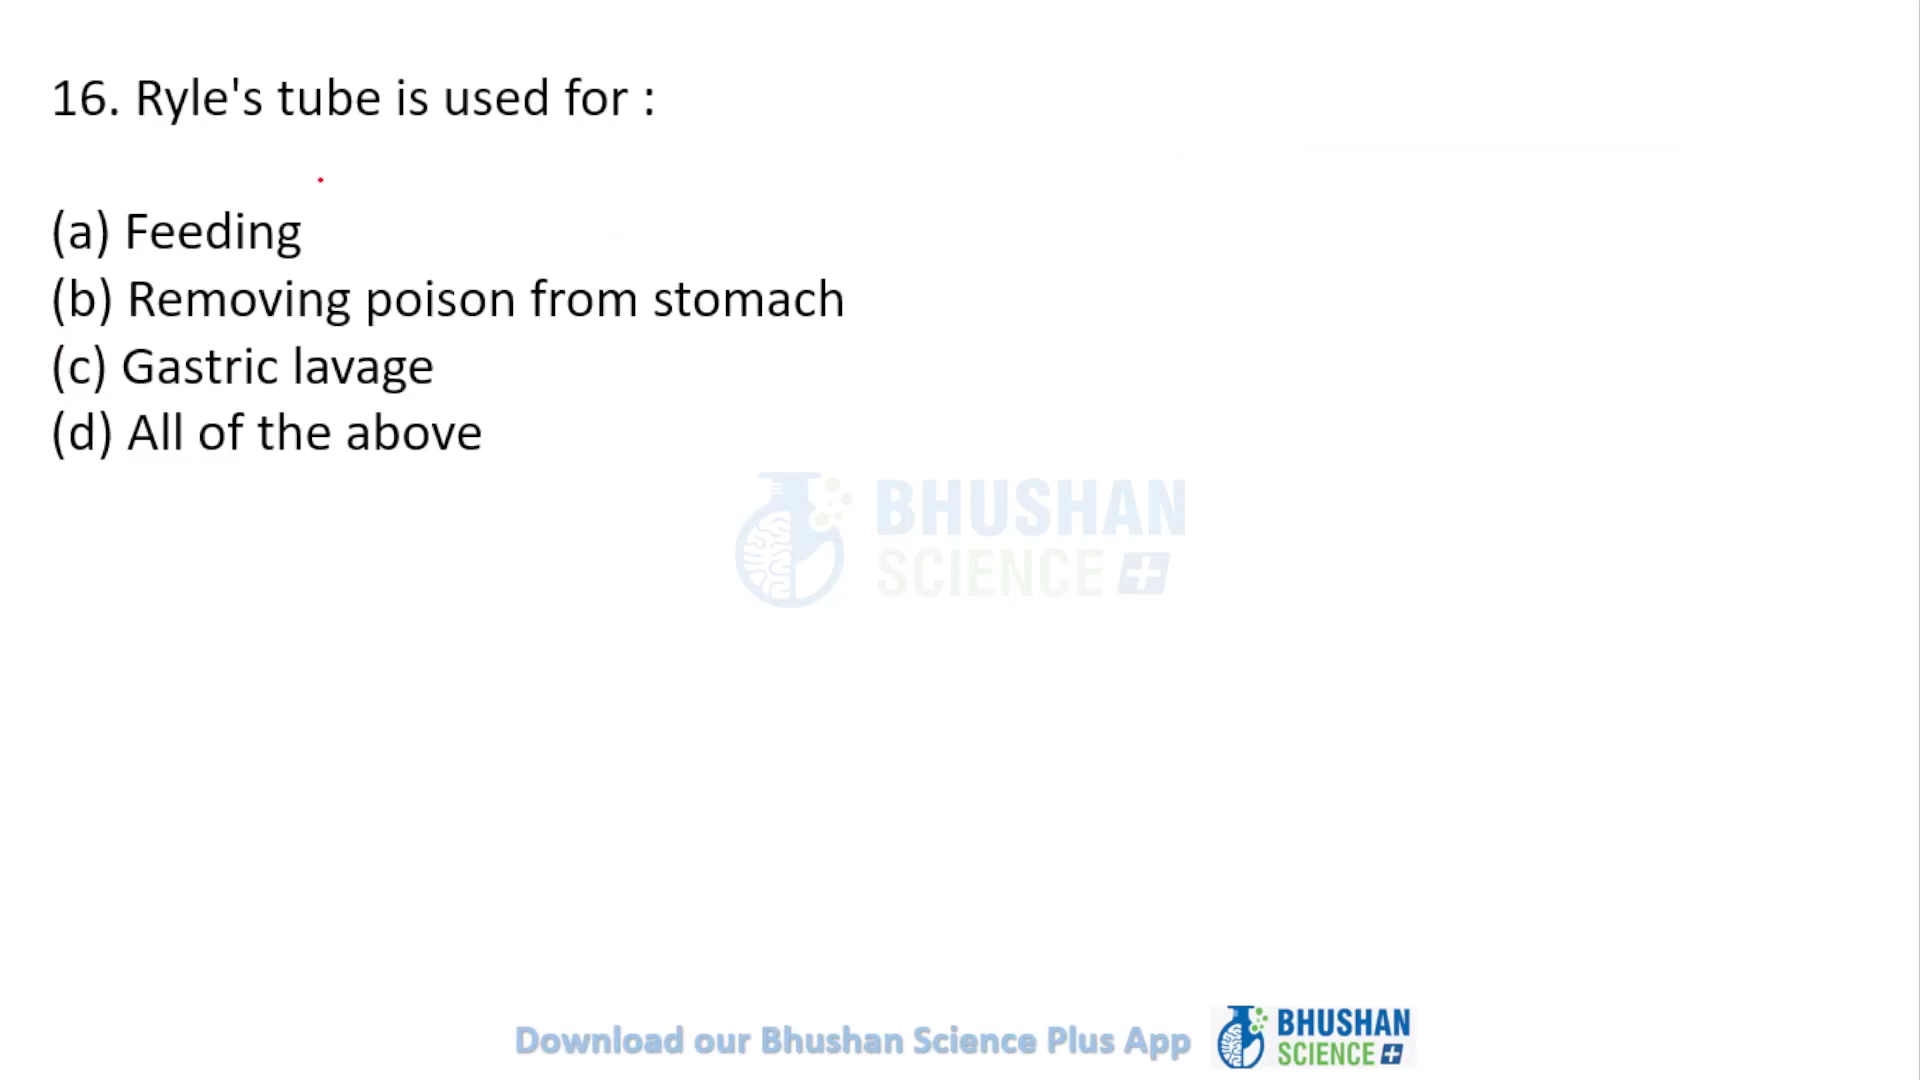 16. Ryle's tube is used for :
(a) Feeding
(b) Removing poison from stomach
(c) Gastric lavage
(d) All of the above
BHUSHAN
SCIENCE +
Download our Bhushan Science Plus App
BHUSHAN
SCIENCE +